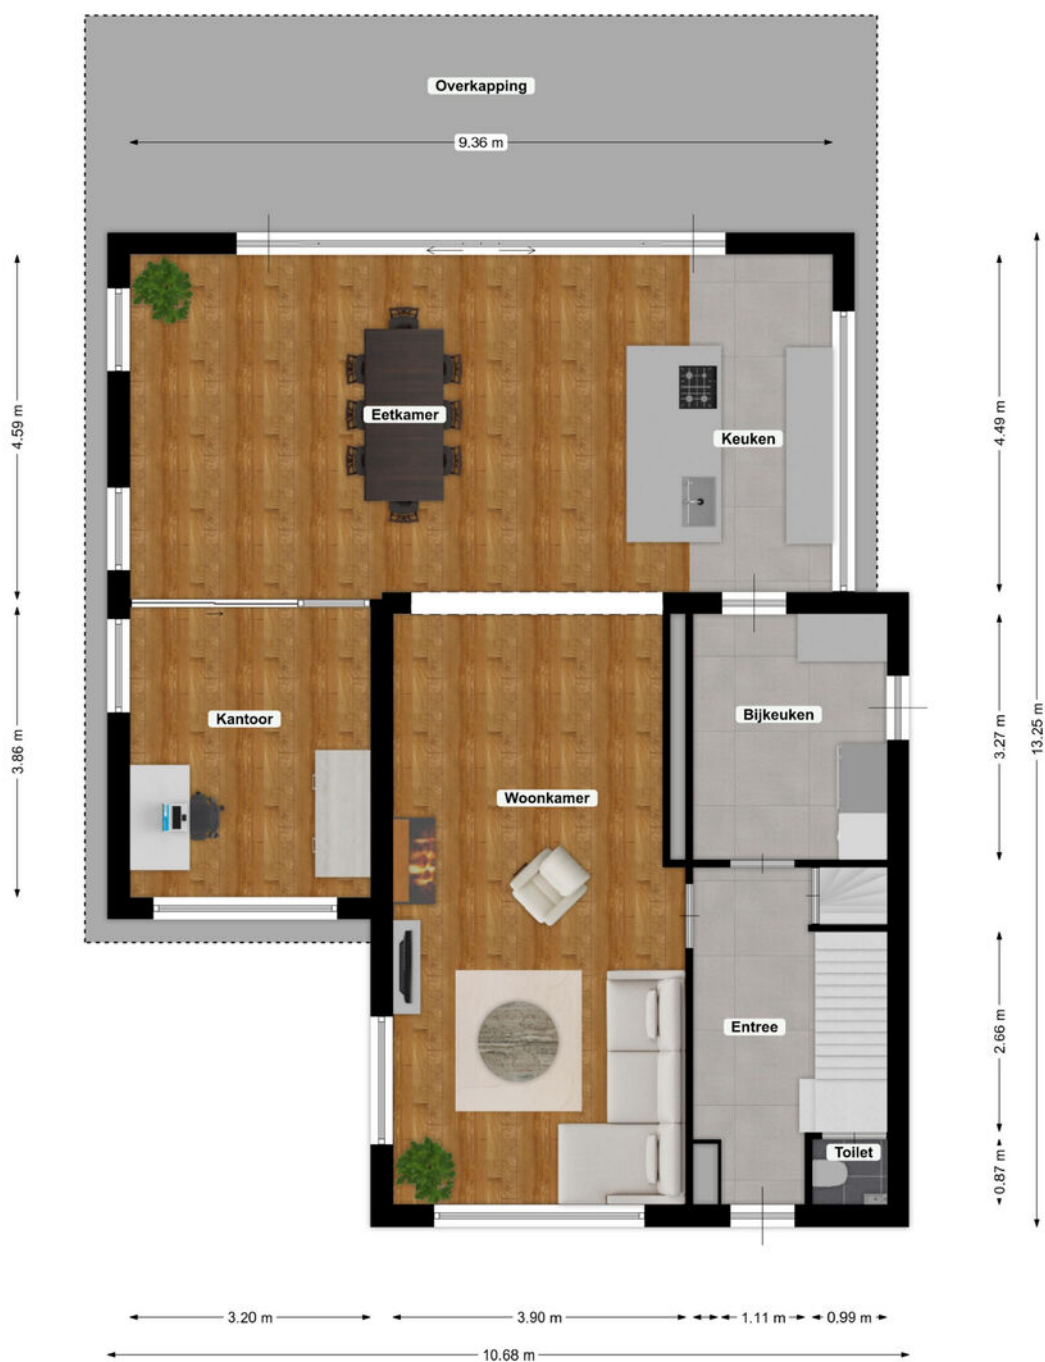 Overkapping
9.36 m
4.59 m
Eetkamer
Keuken
4.49 m
3.86 m
Kantoor
Woonkamer
Bijkeuken
3.27 m
13.25 m
Entree
2.66 m
Toilet
0.87 m
3.20 m
3.90 m
1.11 m
0.99 m
10.68 m